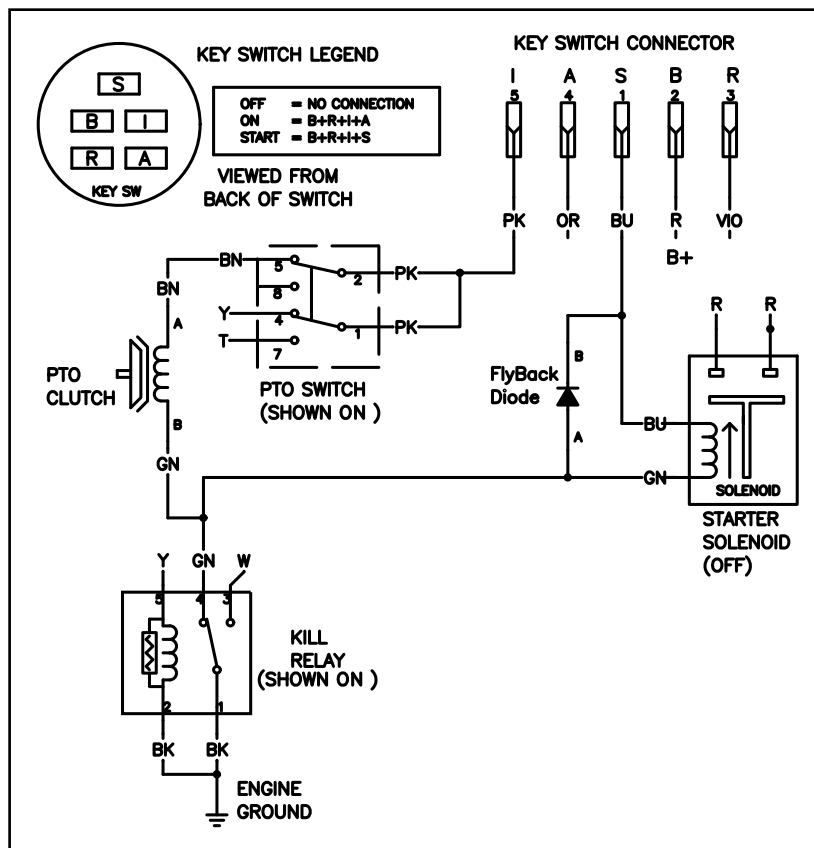 KEY SWITCH LEGEND
S
B I
R A
KEY SW
OFF = NO CONNECTION
ON = B+R+I+A
START = B+R+I+S
VIEWED FROM
BACK OF SWITCH
KEY SWITCH CONNECTOR
I A S B R
5 4 1 2 3
PK OR BU R VIO
B+
BN
BN
A
5
2
PK
8
Y
4
1
PK
T
7
PTO SWITCH
(SHOWN ON )
PTO
CLUTCH
B
GN
FlyBack
Diode
B
A
R R
BU
GN
SOLENOID
STARTER
SOLENOID
(OFF)
Y GN W
5 4 3
KILL
RELAY
(SHOWN ON )
2 1
BK BK
ENGINE
GROUND